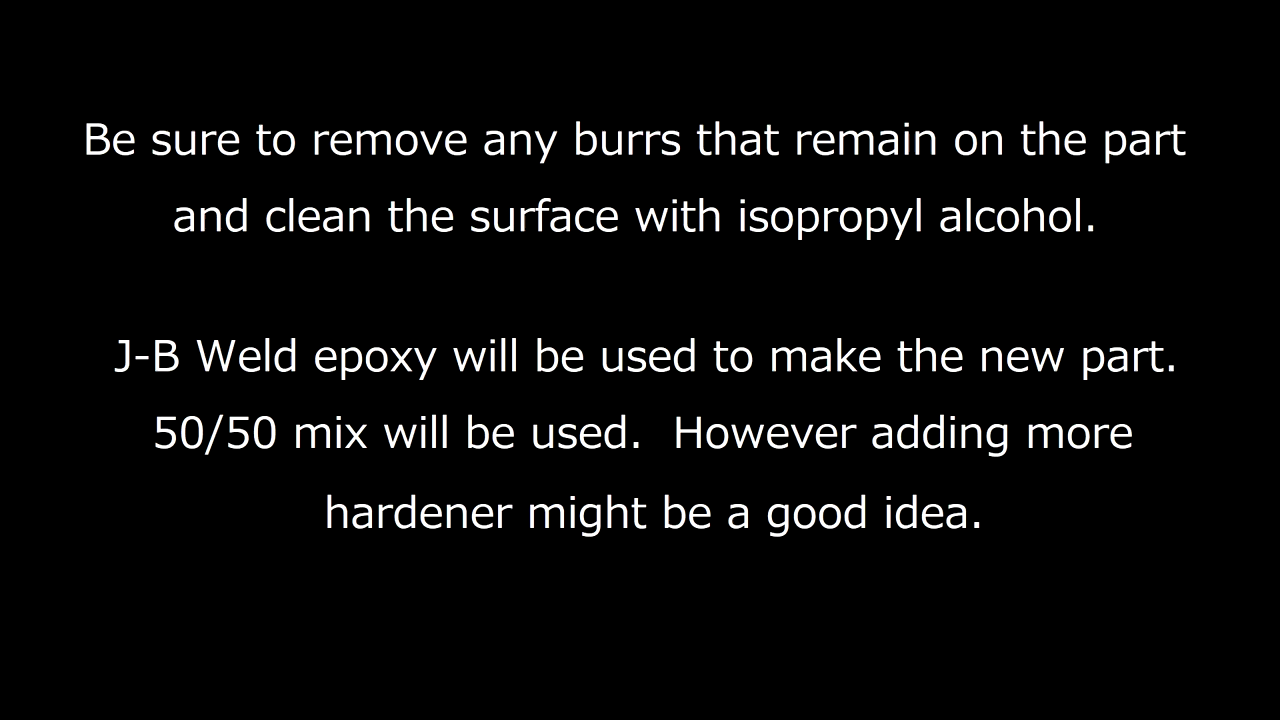 Be sure to remove any burrs that remain on the part
and clean the surface with isopropyl alcohol.
J-B Weld epoxy will be used to make the new part.
50/50 mix will be used.  However adding more
hardener might be a good idea.